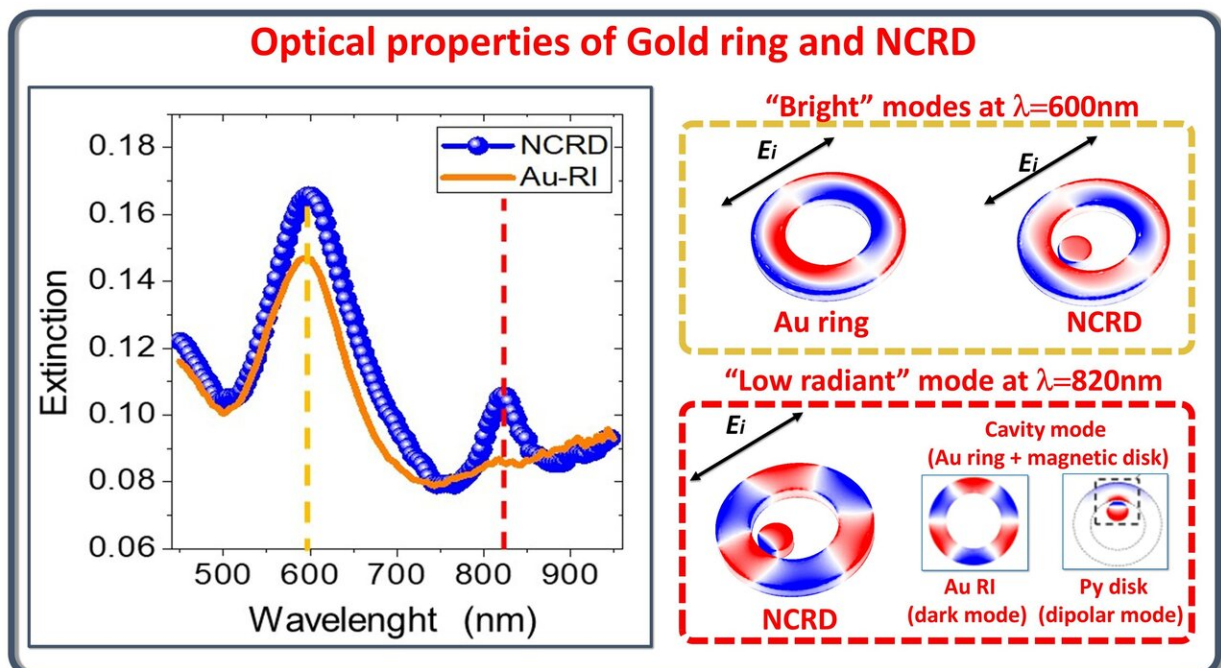 Optical properties of Gold ring and NCRD
Extinction
0.18
0.16
0.14
0.12
0.10
0.08
0.06
NCRD
Au-RI
500
600
700
800
900
Wavelenght (nm)
“Bright” modes at λ=600nm
Ei
Ei
Au ring
NCRD
“Low radiant” mode at λ=820nm
Ei
NCRD
Cavity mode
(Au ring + magnetic disk)
Au RI
(dark mode)
Py disk
(dipolar mode)